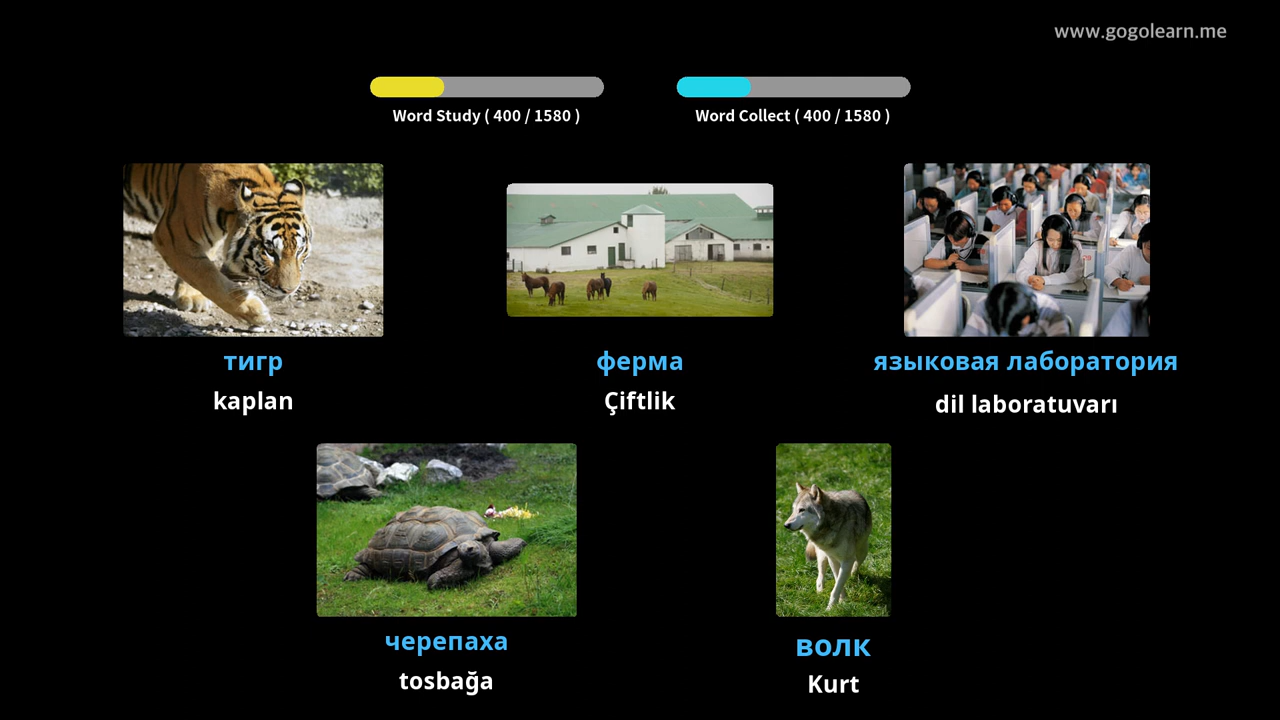 www.gogolearn.me
Word Study ( 400 / 1580 )
Word Collect ( 400 / 1580 )
тигр
kaplan
ферма
Çiftlik
языковая лаборатория
dil laboratuvarı
черепаха
tosbağa
волк
Kurt